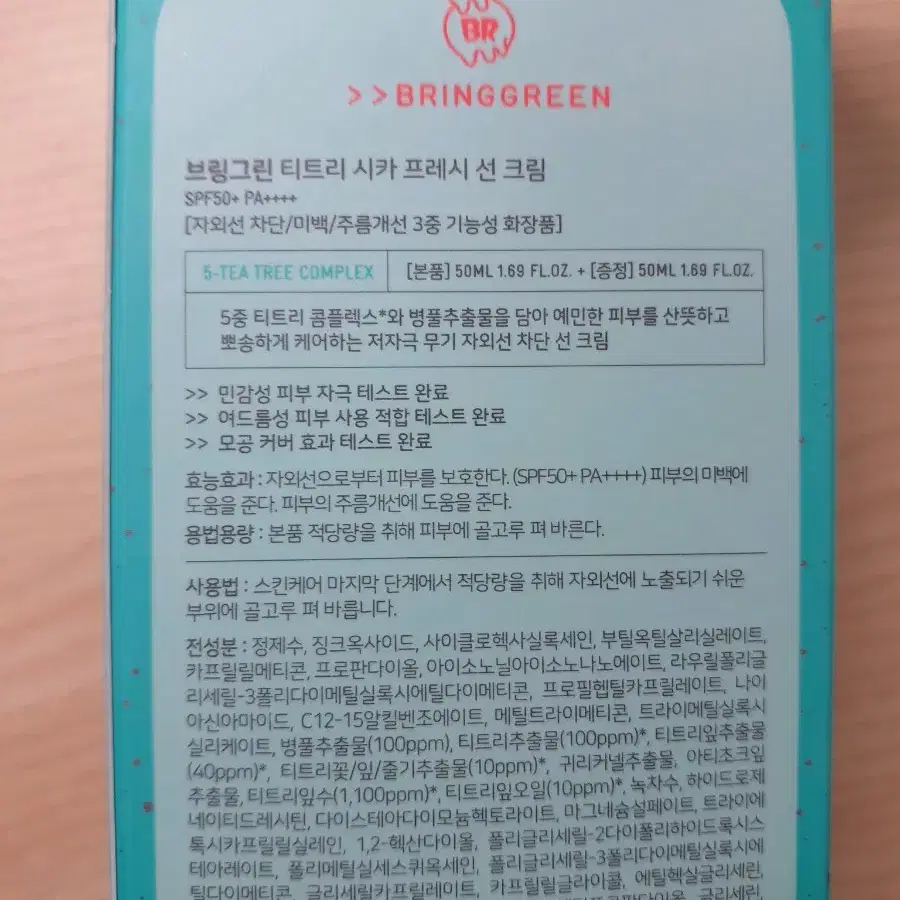 BR
>>BRINGGREEN
브링그린 티트리 시카 프레시 선 크림
SPF50+ PA++++
[자외선 차단/미백/주름개선 3중 기능성 화장품]
5-TEA TREE COMPLEX [본품] 50ML 1.69 FL.OZ. + [증정] 50ML 1.69 FL.OZ.
5중 티트리 콤플렉스*와 병풀추출물을 담아 예민한 피부를 산뜻하고
뽀송하게 케어하는 저자극 무기 자외선 차단 선 크림
>> 민감성 피부 자극 테스트 완료
>> 여드름성 피부 사용 적합 테스트 완료
>> 모공 커버 효과 테스트 완료
효능효과 : 자외선으로부터 피부를 보호한다. (SPF50+ PA++++) 피부의 미백에
도움을 준다. 피부의 주름개선에 도움을 준다.
용법용량 : 본품 적당량을 취해 피부에 골고루 펴 바른다.
사용법 : 스킨케어 마지막 단계에서 적당량을 취해 자외선에 노출되기 쉬운
부위에 골고루 펴 바릅니다.
전성분 : 정제수, 징크옥사이드, 사이클로헥사실록세인, 부틸옥틸살리실레이트,
카프릴릴메티콘, 프로판다이올, 아이소노닐아이소노나노에이트, 라우릴폴리글
리세릴-3폴리다이메틸실록시에틸다이메티콘, 프로필헵틸카프릴레이트, 나이
아신아마이드, C12-15알킬벤조에이트, 메틸트라이메티콘, 트라이메틸실록시
실리케이트, 병풀추출물(100ppm), 티트리추출물(100ppm)*, 티트리잎추출물
(40ppm)*, 티트리꽃/잎/줄기추출물(10ppm)*, 귀리커넬추출물, 아티초크잎
추출물, 티트리잎수(1,100ppm)*, 티트리잎오일(10ppm)*, 녹차수, 하이드로제
네이티드레시틴, 다이스테아다이모늄헥토라이트, 마그네슘설페이트, 트라이에
톡시카프릴릴실레인, 1,2-헥산다이올, 폴리글리세릴-2다이폴리하이드록시스
테아레이트, 폴리메틸실세스퀴옥세인, 폴리글리세릴-3폴리다이메틸실록시에
틸다이메티콘, 글리세릴카프릴레이트, 카프릴릴글라이콜, 에틸헥실글리세린,